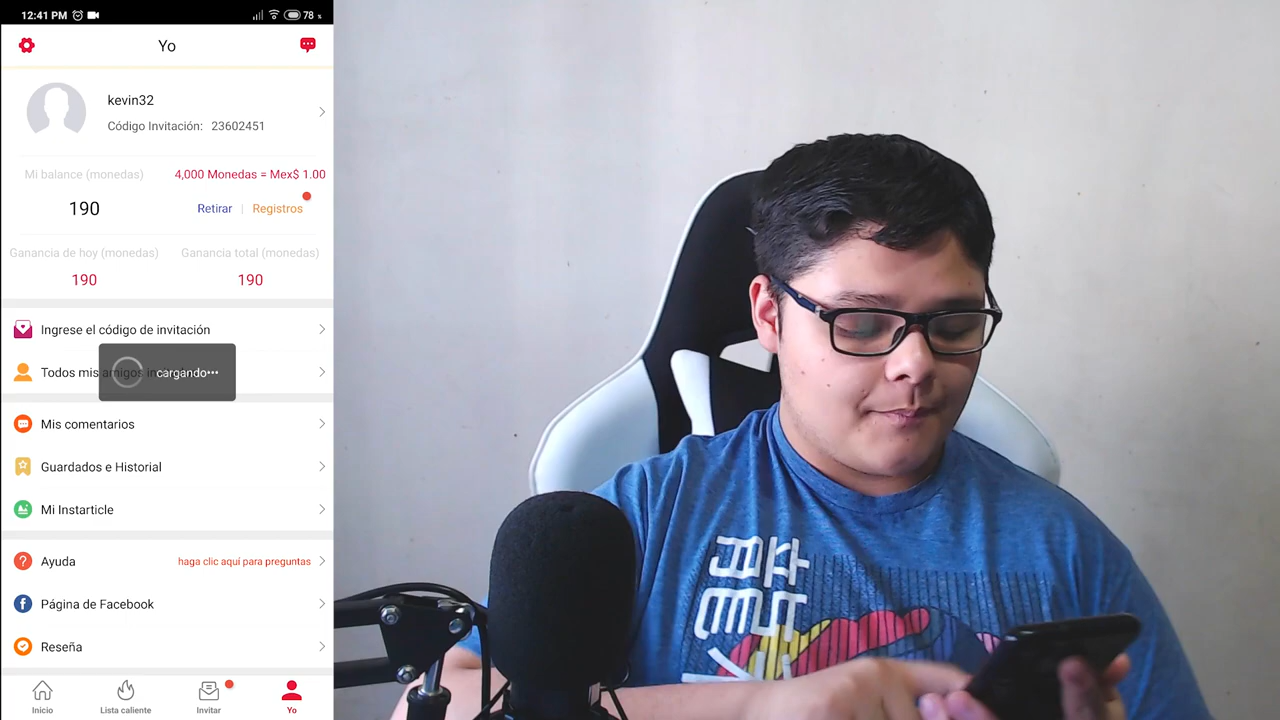 12:41 PM
78 %
Yo
kevin32
Código Invitación: 23602451
Mi balance (monedas)
4,000 Monedas = Mex$ 1.00
190
Retirar | Registros
Ganancia de hoy (monedas)
Ganancia total (monedas)
190
190
Ingrese el código de invitación
Todos mis amigos
cargando•••
Mis comentarios
Guardados e Historial
Mi Instarticle
Ayuda
haga clic aquí para preguntas
Página de Facebook
Reseña
Inicio
Lista caliente
Invitar
Yo